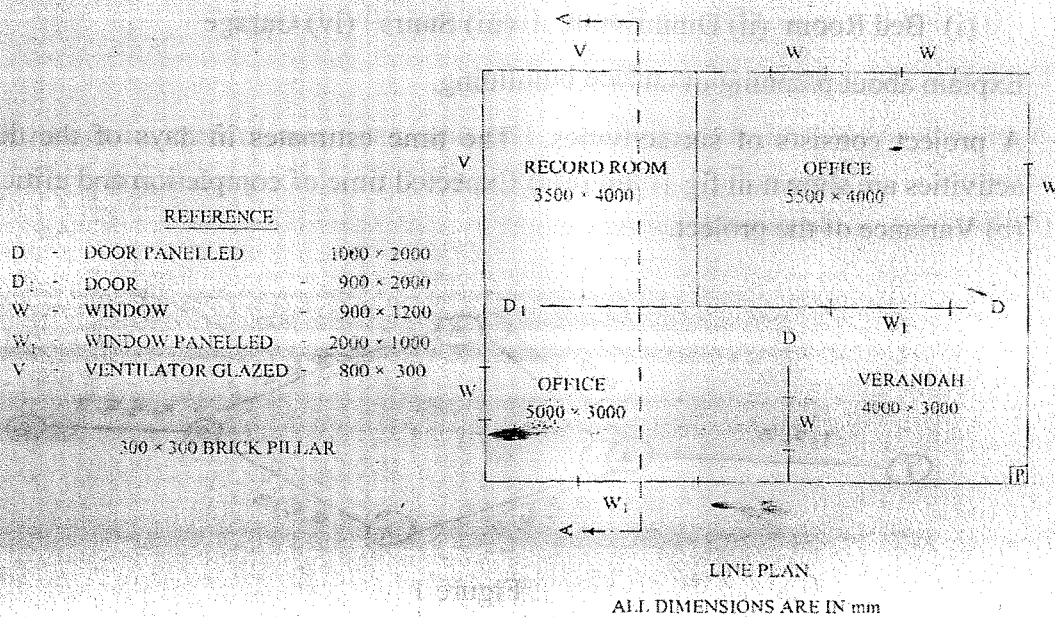 A
V
W
W
V
RECORD ROOM
3500 × 4000
OFFICE
5500 × 4000
W
REFERENCE
D - DOOR PANELLED 1000 × 2000
D₁ - DOOR - 900 × 2000
W - WINDOW - 900 × 1200
W₁ WINDOW PANELLED 2000 × 1000
V - VENTILATOR GLAZED - 800 × 300
300 × 300 BRICK PILLAR
D₁
W₁
D
D
W
OFFICE
5000 × 3000
VERANDAH
4000 × 3000
W
P
W₁
A
LINE PLAN
ALL DIMENSIONS ARE IN mm